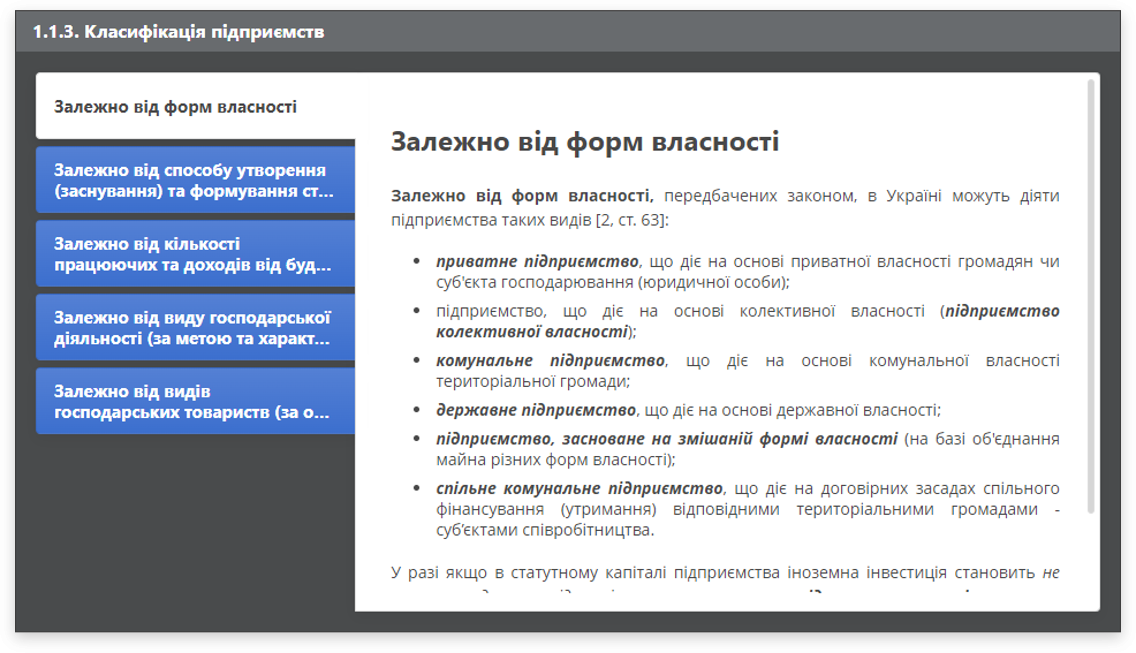 1.1.3. Класифікація підприємств
Залежно від форм власності
Залежно від способу утворення
(заснування) та формування ст...
Залежно від кількості
працюючих та доходів від буд...
Залежно від виду господарської
діяльності (за метою та характ...
Залежно від видів
господарських товариств (за о...
Залежно від форм власності
Залежно від форм власності, передбачених законом, в Україні можуть діяти
підприємства таких видів [2, ст. 63]:
• приватне підприємство, що діє на основі приватної власності громадян чи
суб'єкта господарювання (юридичної особи);
• підприємство, що діє на основі колективної власності (підприємство
колективної власності);
• комунальне підприємство, що діє на основі комунальної власності
територіальної громади;
• державне підприємство, що діє на основі державної власності;
• підприємство, засноване на змішаній формі власності (на базі об'єднання
майна різних форм власності);
• спільне комунальне підприємство, що діє на договірних засадах спільного
фінансування (утримання) відповідними територіальними громадами -
суб’єктами співробітництва.
У разі якщо в статутному капіталі підприємства іноземна інвестиція становить не